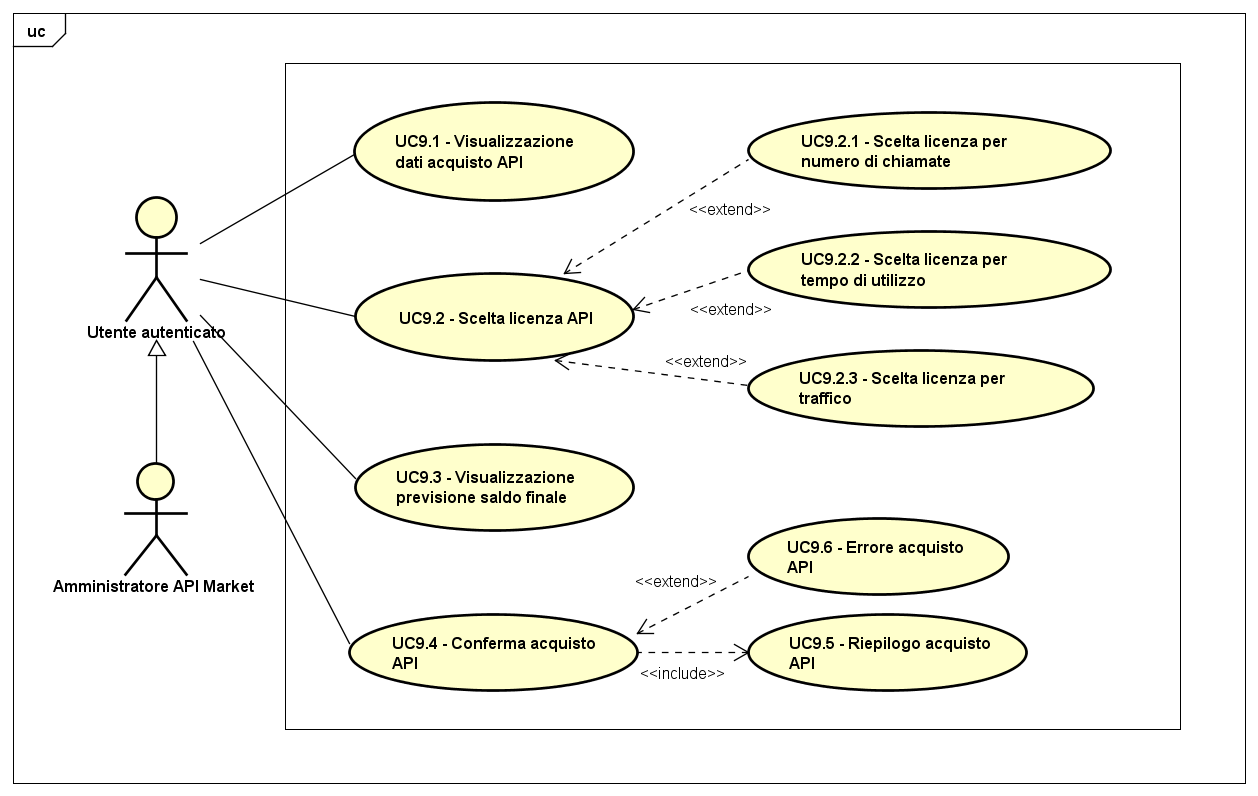 uc
UC9.1 - Visualizzazione
dati acquisto API
UC9.2.1 - Scelta licenza per
numero di chiamate
<<extend>>
UC9.2.2 - Scelta licenza per
tempo di utilizzo
<<extend>>
UC9.2 - Scelta licenza API
Utente autenticato
<<extend>>
UC9.2.3 - Scelta licenza per
traffico
UC9.3 - Visualizzazione
previsione saldo finale
Amministratore API Market
UC9.6 - Errore acquisto
API
<<extend>>
UC9.4 - Conferma acquisto
API
UC9.5 - Riepilogo acquisto
API
<<include>>